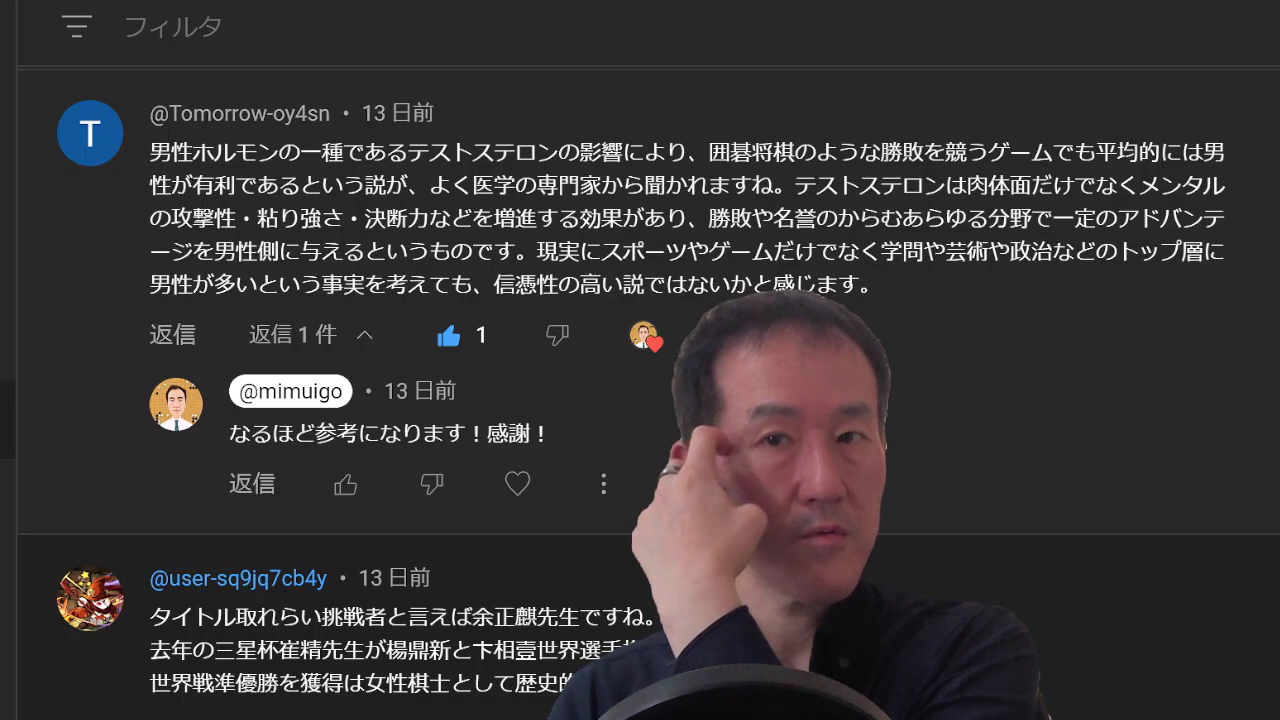 フィルタ
T
@Tomorrow-oy4sn • 13 日前
男性ホルモンの一種であるテストステロンの影響により、囲碁将棋のような勝敗を競うゲームでも平均的には男
性が有利であるという説が、よく医学の専門家から聞かれますね。テストステロンは肉体面だけでなくメンタル
の攻撃性・粘り強さ・決断力などを増進する効果があり、勝敗や名誉のからむあらゆる分野で一定のアドバンテ
ージを男性側に与えるというものです。現実にスポーツやゲームだけでなく学問や芸術や政治などのトップ層に
男性が多いという事実を考えても、信憑性の高い説ではないかと感じます。
返信 返信 1 件 1
@mimuigo • 13 日前
なるほど参考になります！感謝！
返信
@user-sq9jq7cb4y • 13 日前
タイトル取れらい挑戦者と言えば余正麒先生ですね。
去年の三星杯崔精先生が楊鼎新と卞相壹世界選手
世界戦準優勝を獲得は女性棋士として歴史的